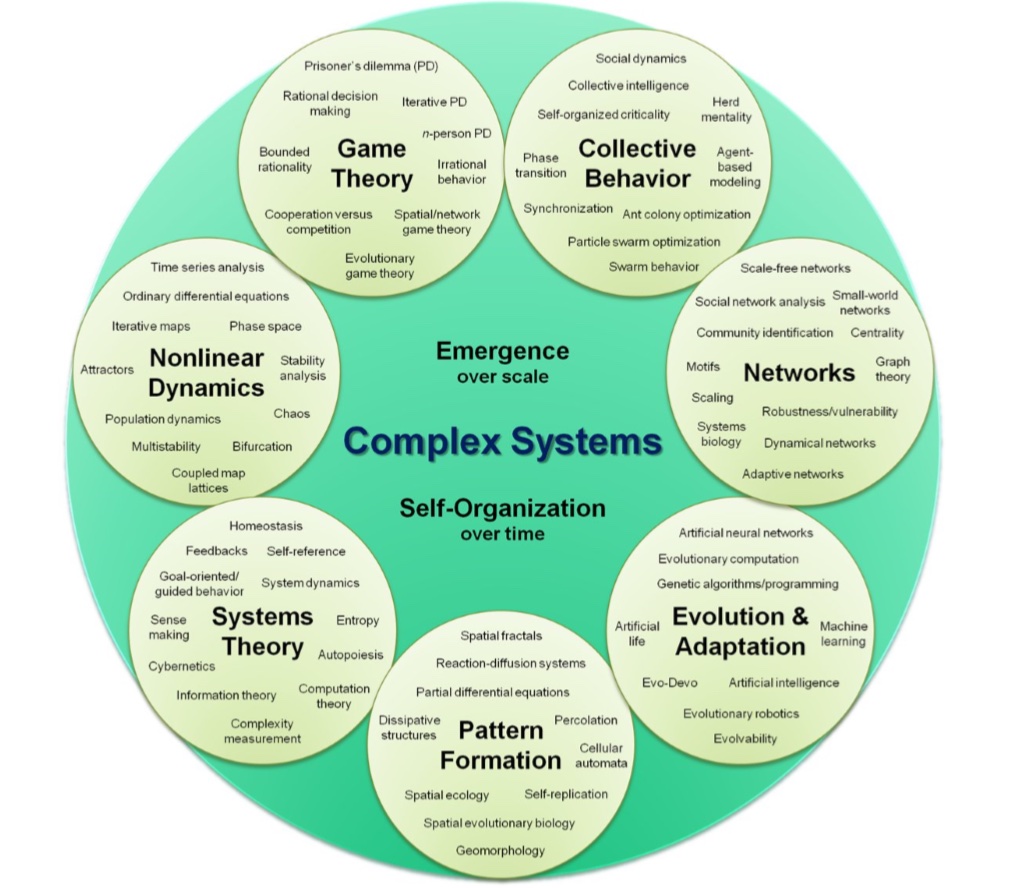 Prisoner's dilemma (PD)
Rational decision
making
Iterative PD
n-person PD
Bounded
rationality
Game
Theory
Irrational
behavior
Cooperation versus
competition
Spatial/network
game theory
Evolutionary
game theory
Social dynamics
Collective intelligence
Self-organized criticality
Herd
mentality
Phase
transition
Collective
Behavior
Agent-
based
modeling
Synchronization
Ant colony optimization
Particle swarm optimization
Swarm behavior
Time series analysis
Ordinary differential equations
Iterative maps
Phase space
Attractors
Nonlinear
Dynamics
Stability
analysis
Population dynamics
Chaos
Multistability
Bifurcation
Coupled map
lattices
Scale-free networks
Social network analysis
Small-world
networks
Community identification
Centrality
Motifs
Networks
Graph
theory
Scaling
Robustness/vulnerability
Systems
biology
Dynamical networks
Adaptive networks
Emergence
over scale
Complex Systems
Self-Organization
over time
Homeostasis
Feedbacks
Self-reference
Goal-oriented/
guided behavior
System dynamics
Sense
making
Systems
Theory
Entropy
Autopoiesis
Cybernetics
Information theory
Computation
theory
Complexity
measurement
Spatial fractals
Reaction-diffusion systems
Partial differential equations
Dissipative
structures
Pattern
Formation
Percolation
Cellular
automata
Spatial ecology
Self-replication
Spatial evolutionary biology
Geomorphology
Artificial neural networks
Evolutionary computation
Genetic algorithms/programming
Artificial
life
Evolution &
Adaptation
Machine
learning
Evo-Devo
Artificial intelligence
Evolutionary robotics
Evolvability